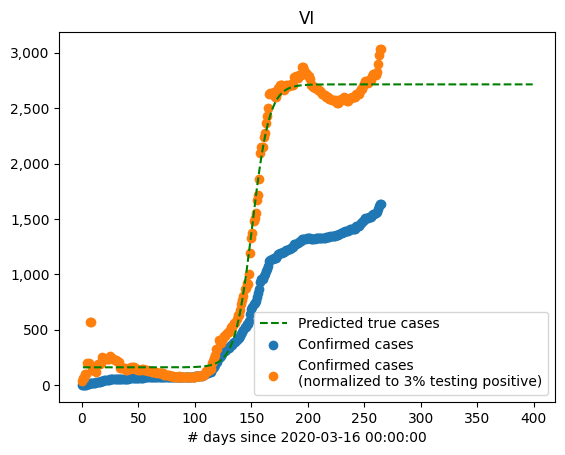 VI
3,000
2,500
2,000
1,500
1,000
500
0
Predicted true cases
Confirmed cases
Confirmed cases
(normalized to 3% testing positive)
0 50 100 150 200 250 300 350 400
# days since 2020-03-16 00:00:00